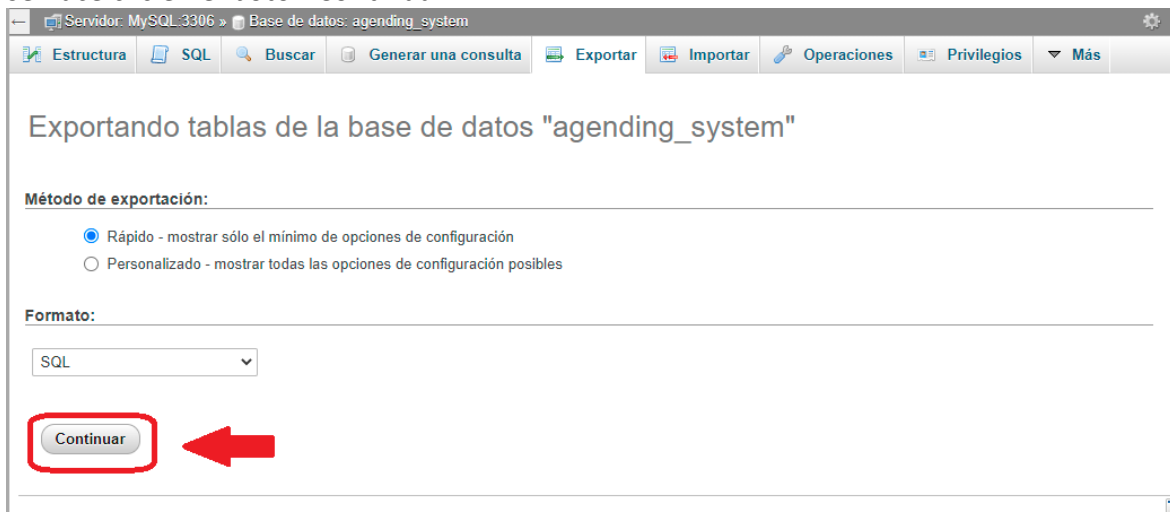 Servidor: MySQL:3306 » Base de datos: agending_system
Estructura SQL Buscar Generar una consulta Exportar Importar Operaciones Privilegios Más
Exportando tablas de la base de datos "agending_system"
Método de exportación:
Rápido - mostrar sólo el mínimo de opciones de configuración
Personalizado - mostrar todas las opciones de configuración posibles
Formato:
SQL
Continuar